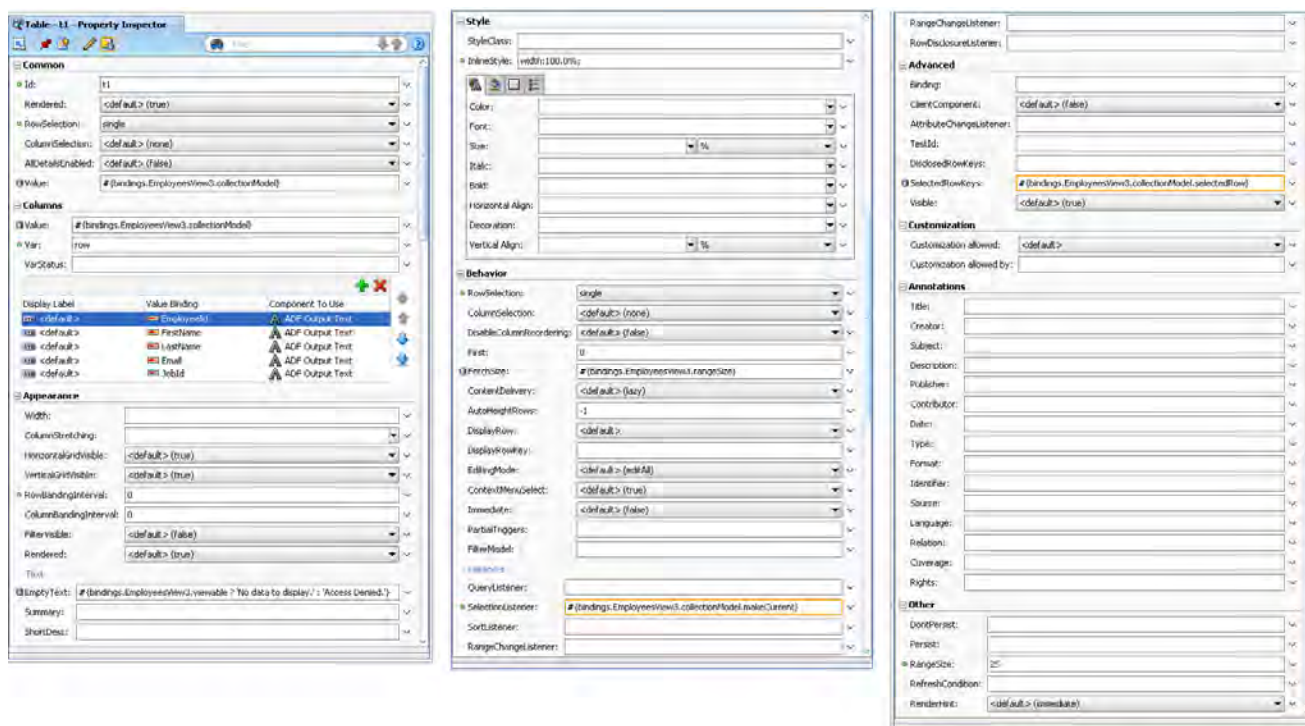 Table - t1 - Property Inspector
Common
Id: t1
Rendered: <default> (true)
RowSelection: single
ColumnSelection: <default> (none)
AllDetailsEnabled: <default> (false)
Value: #{bindings.EmployeesView3.collectionModel}
Columns
Value: #{bindings.EmployeesView3.collectionModel}
Var: row
VarStatus:
Display Label Value Binding Component To Use
<default> EmployeeId ADF Output Text
<default> FirstName ADF Output Text
<default> LastName ADF Output Text
<default> Email ADF Output Text
<default> JobId ADF Output Text
Appearance
Width:
ColumnStretching:
HorizontalGridVisible: <default> (true)
VerticalGridVisible: <default> (true)
RowBandingInterval: 0
ColumnBandingInterval: 0
FilterVisible: <default> (false)
Rendered: <default> (true)
Text
EmptyText: #{bindings.EmployeesView3.viewable ? 'No data to display.' : 'Access Denied.'}
Summary:
ShortDesc:
Style
StyleClass:
InlineStyle: width:100.0%;
Color:
Font:
Size: %
Italic:
Bold:
Horizontal Align:
Decoration:
Vertical Align: %
Behavior
RowSelection: single
ColumnSelection: <default> (none)
DisableColumnReordering: <default> (false)
First: 0
FetchSize: #{bindings.EmployeesView3.rangeSize}
ContentDelivery: <default> (lazy)
AutoHeightRows: -1
DisplayRow: <default>
DisplayRowKey:
EditingMode: <default> (editAll)
ContextMenuSelect: <default> (true)
Immediate: <default> (false)
PartialTriggers:
FilterModel:
QueryListener:
SelectionListener: #{bindings.EmployeesView3.collectionModel.makeCurrent}
SortListener:
RangeChangeListener:
RangeChangeListener:
RowDisclosureListener:
Advanced
Binding:
ClientComponent: <default> (false)
AttributeChangeListener:
TestId:
DisclosedRowKeys:
SelectedRowKeys: #{bindings.EmployeesView3.collectionModel.selectedRow}
Visible: <default> (true)
Customization
Customization allowed: <default>
Customization allowed by:
Annotations
Title:
Creator:
Subject:
Description:
Publisher:
Contributor:
Date:
Type:
Format:
Identifier:
Source:
Language:
Relation:
Coverage:
Rights:
Other
DontPersist:
Persist:
RangeSize: 25
RefreshCondition:
RenderHint: <default> (immediate)